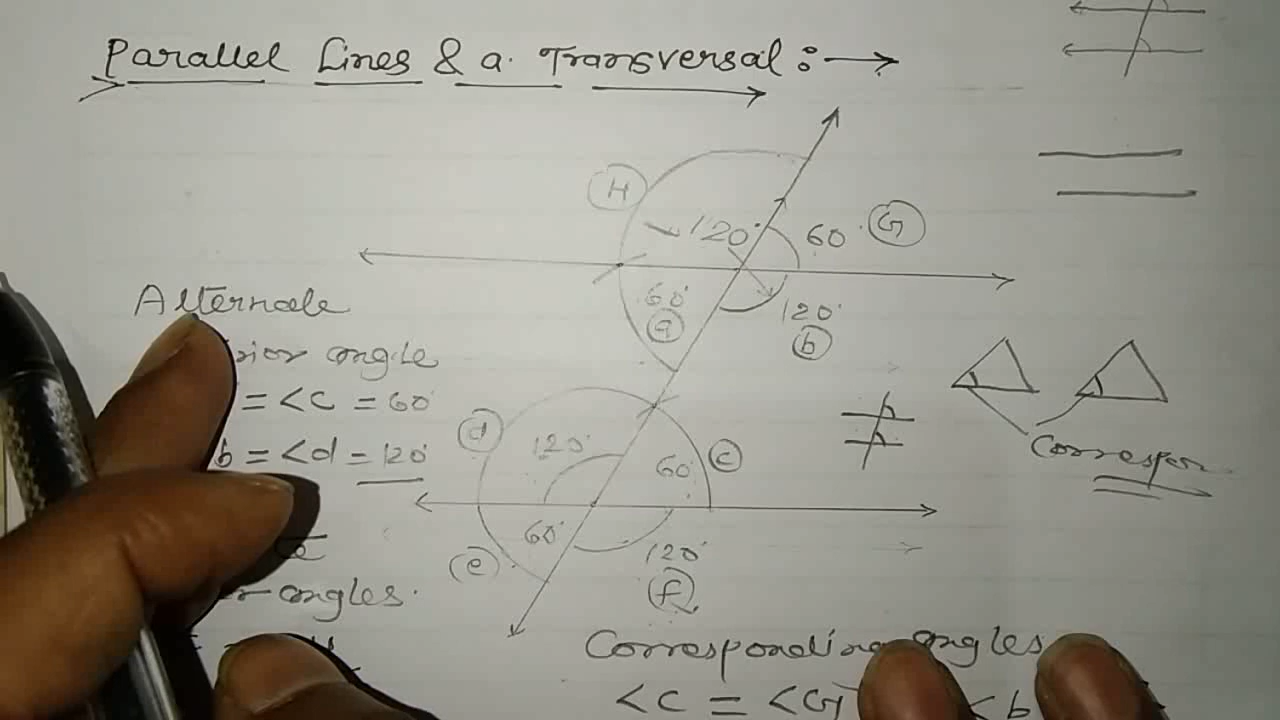 Parallel Lines & a. Transversal :→
H
120°
60° G
60°
a
120°
b
Alternate
rior angle
= <C = 60°
b = <d = 120°
d
120°
60°
c
Correspon
60°
e
120°
f
angles.
Corresponding angles
<C = <G <b